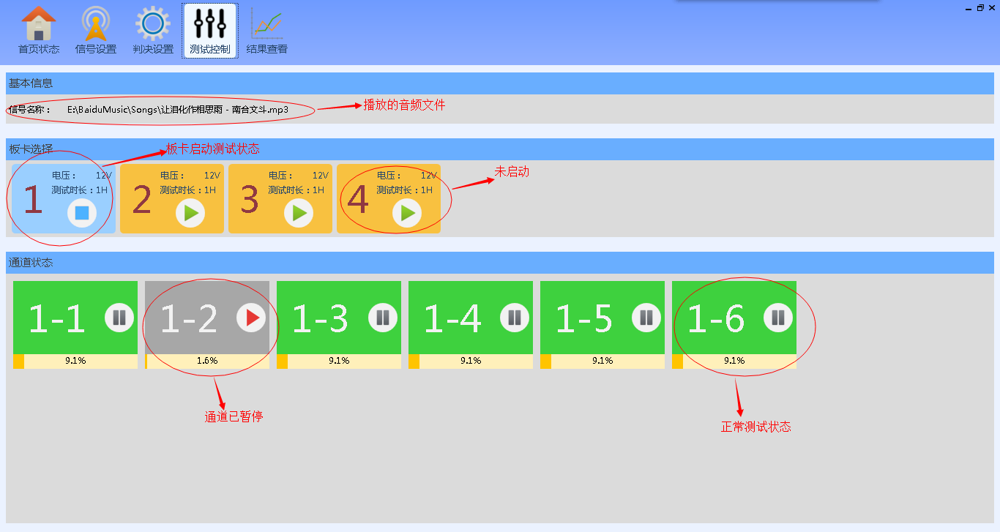 首页状态 信号设置 判决设置 测试控制 结果查看
基本信息
信号名称： E:\BaiduMusic\Songs\让泪化作相思雨 - 南合文斗.mp3
播放的音频文件
板卡选择
板卡启动测试状态
未启动
1 电压： 12V
测试时长：1H
2 电压： 12V
测试时长：1H
3 电压： 12V
测试时长：1H
4 电压： 12V
测试时长：1H
通道状态
1-1 1-2 1-3 1-4 1-5 1-6
9.1% 1.6% 9.1% 9.1% 9.1% 9.1%
通道已暂停
正常测试状态